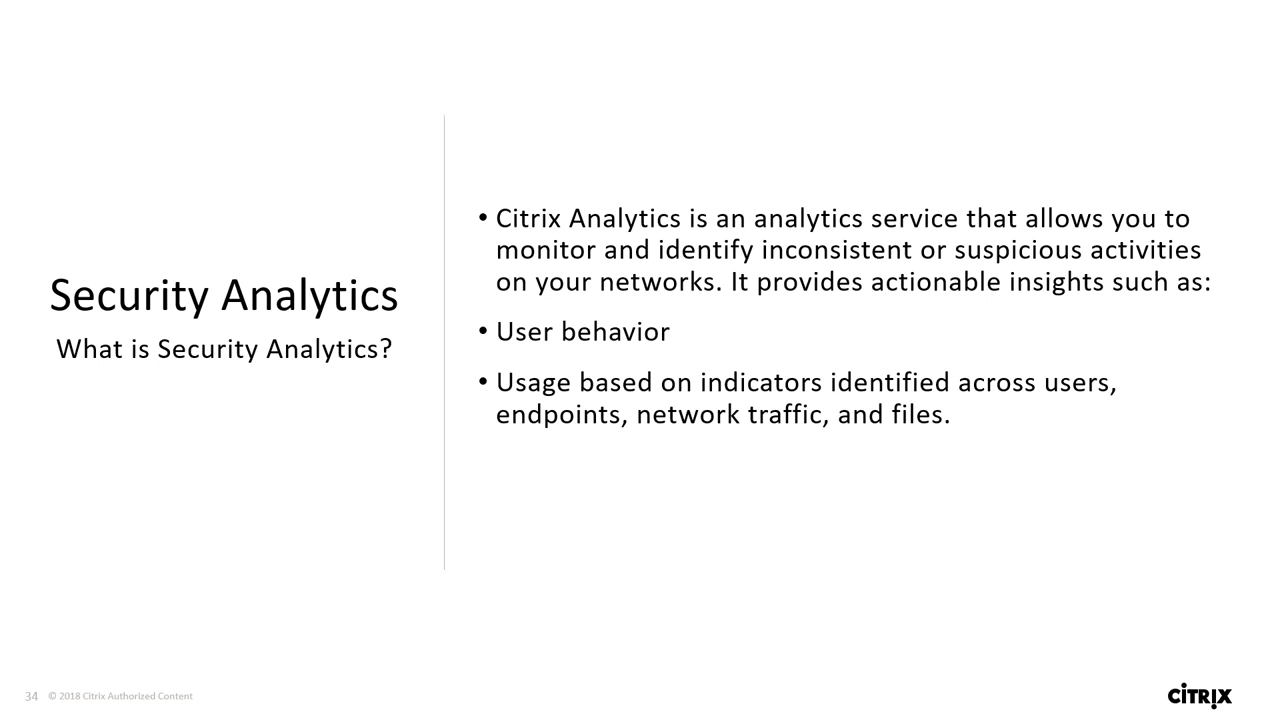 Security Analytics
What is Security Analytics?
• Citrix Analytics is an analytics service that allows you to
monitor and identify inconsistent or suspicious activities
on your networks. It provides actionable insights such as:
• User behavior
• Usage based on indicators identified across users,
endpoints, network traffic, and files.
34 © 2018 Citrix Authorized Content
CITRIX